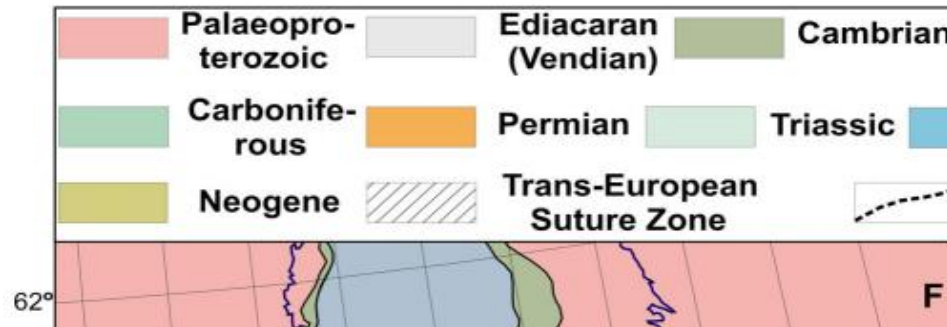 Palaeopro-
terozoic
Ediacaran
(Vendian)
Cambrian
Carbonife-
rous
Permian
Triassic
Neogene
Trans-European
Suture Zone
62°
F